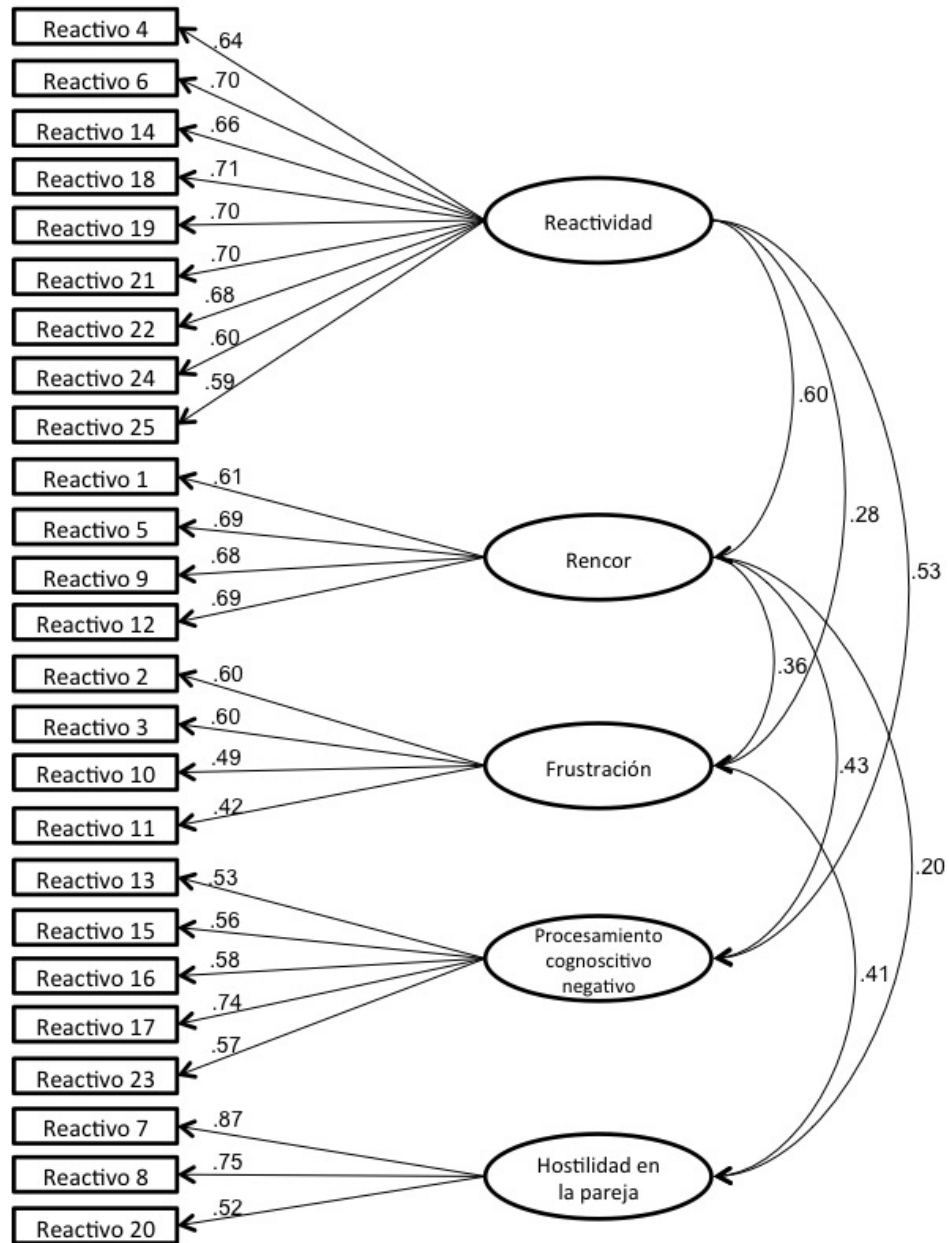 Reactivo 4
.64
Reactivo 6
.70
Reactivo 14
.66
Reactivo 18
.71
Reactivo 19
.70
Reactivo 21
.70
Reactivo 22
.68
Reactivo 24
.60
Reactivo 25
.59
Reactividad
.60
.28
.53
Reactivo 1
.61
Reactivo 5
.69
Reactivo 9
.68
Reactivo 12
.69
Rencor
.36
.43
.20
Reactivo 2
.60
Reactivo 3
.60
Reactivo 10
.49
Reactivo 11
.42
Frustración
.41
Reactivo 13
.53
Reactivo 15
.56
Reactivo 16
.58
Reactivo 17
.74
Reactivo 23
.57
Procesamiento
cognoscitivo
negativo
Reactivo 7
.87
Reactivo 8
.75
Reactivo 20
.52
Hostilidad en
la pareja